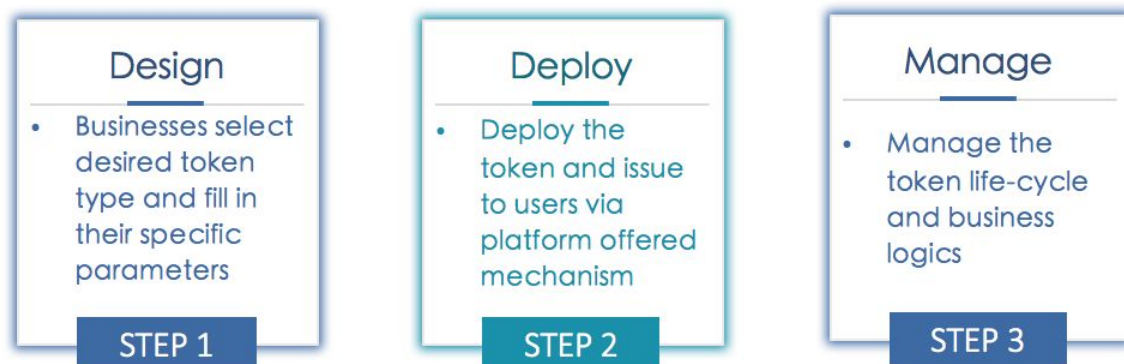 Design
• Businesses select
desired token
type and fill in
their specific
parameters
STEP 1
Deploy
• Deploy the
token and issue
to users via
platform offered
mechanism
STEP 2
Manage
• Manage the
token life-cycle
and business
logics
STEP 3